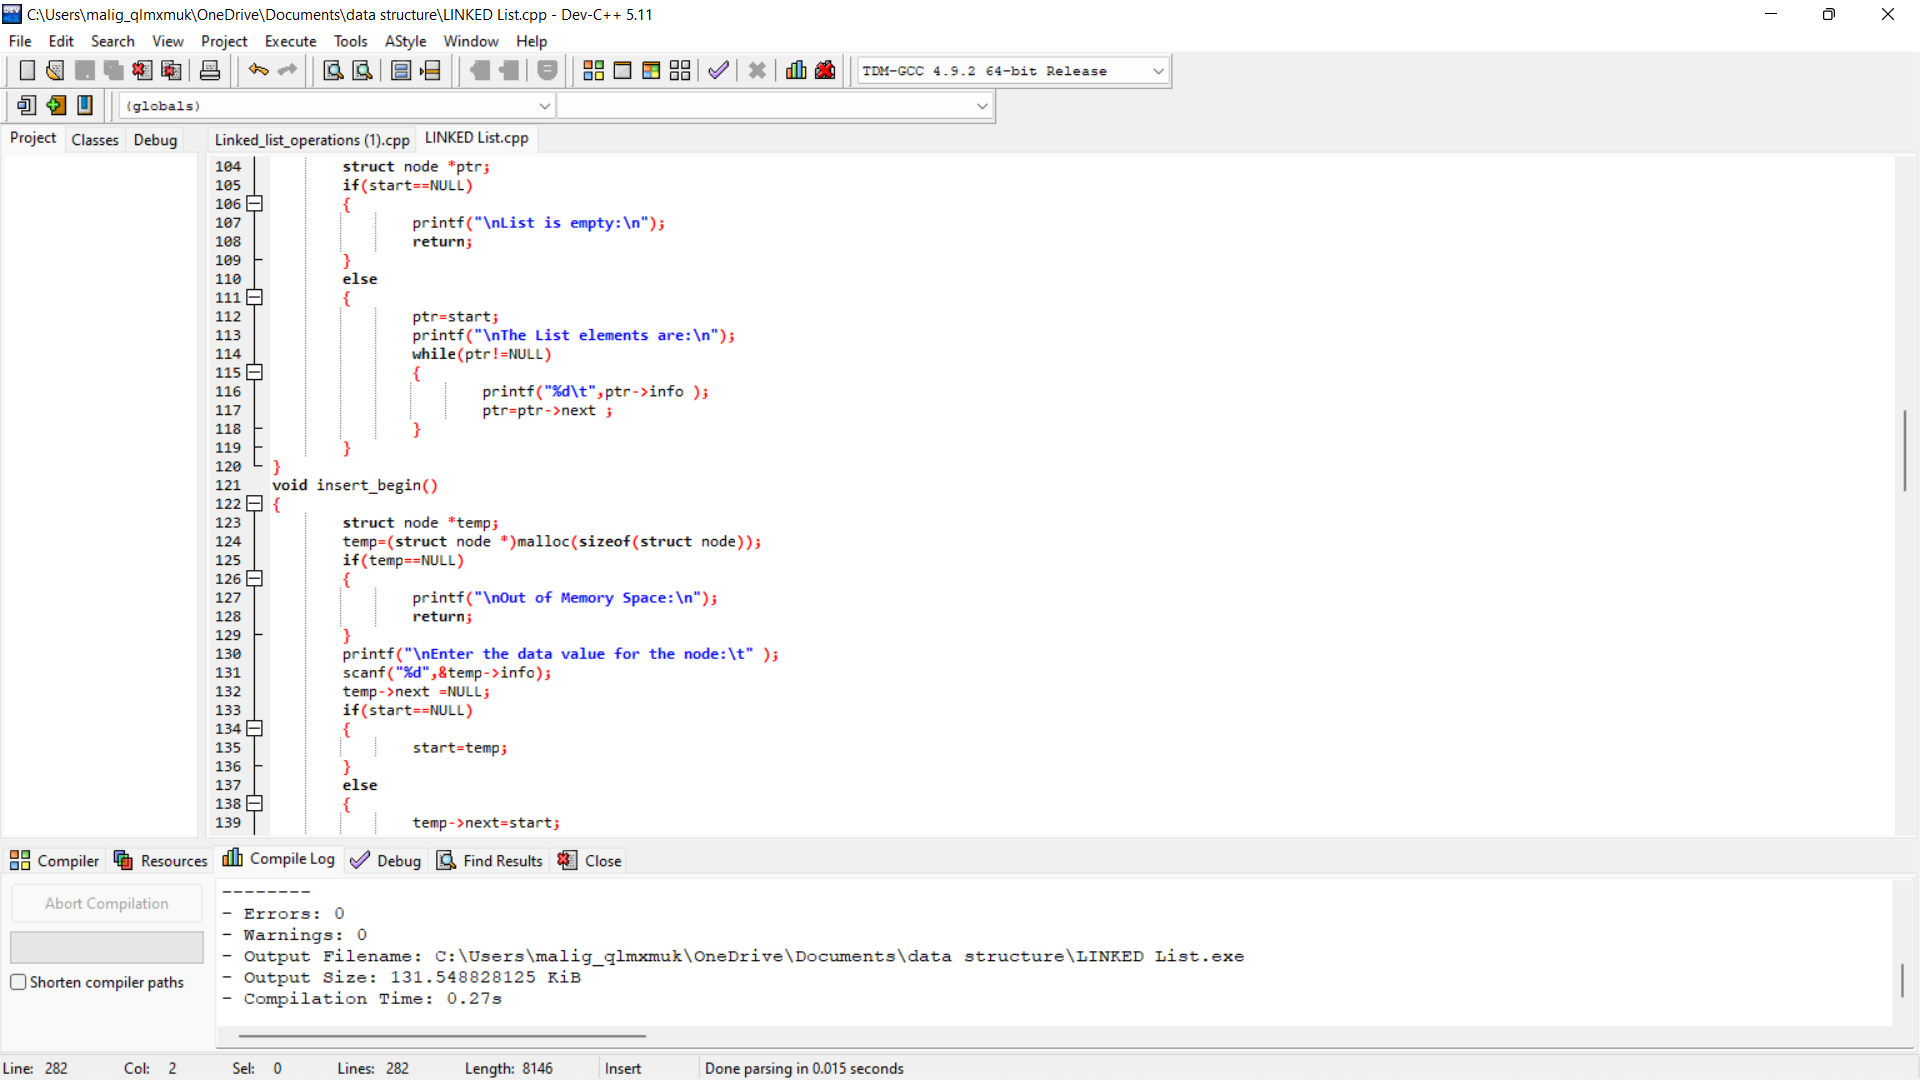 C:\Users\malig_qlmxmuk\OneDrive\Documents\data structure\LINKED List.cpp - Dev-C++ 5.11
File Edit Search View Project Execute Tools AStyle Window Help
TDM-GCC 4.9.2 64-bit Release
(globals)
Project Classes Debug Linked_list_operations (1).cpp LINKED List.cpp
104 struct node *ptr;
105 if(start==NULL)
106 {
107 printf("\nList is empty:\n");
108 return;
109 }
110 else
111 {
112 ptr=start;
113 printf("\nThe List elements are:\n");
114 while(ptr!=NULL)
115 {
116 printf("%d\t",ptr->info );
117 ptr=ptr->next ;
118 }
119 }
120 }
121 void insert_begin()
122 {
123 struct node *temp;
124 temp=(struct node *)malloc(sizeof(struct node));
125 if(temp==NULL)
126 {
127 printf("\nOut of Memory Space:\n");
128 return;
129 }
130 printf("\nEnter the data value for the node:\t" );
131 scanf("%d",&temp->info);
132 temp->next =NULL;
133 if(start==NULL)
134 {
135 start=temp;
136 }
137 else
138 {
139 temp->next=start;
Compiler Resources Compile Log Debug Find Results Close
Abort Compilation
Shorten compiler paths
--------
- Errors: 0
- Warnings: 0
- Output Filename: C:\Users\malig_qlmxmuk\OneDrive\Documents\data structure\LINKED List.exe
- Output Size: 131.548828125 KiB
- Compilation Time: 0.27s
Line: 282 Col: 2 Sel: 0 Lines: 282 Length: 8146 Insert Done parsing in 0.015 seconds